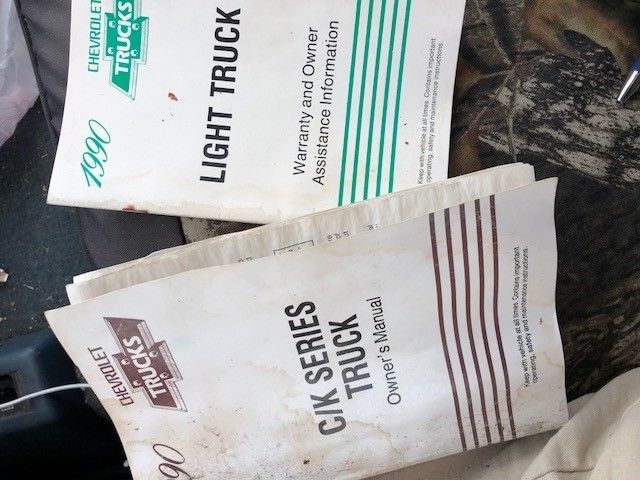 CHEVROLET
TRUCKS
1990
LIGHT TRUCK
Warranty and Owner
Assistance Information
Keep with vehicle at all times. Contains important
operating, safety and maintenance instructions.
CHEVROLET
TRUCKS
90
C/K SERIES
TRUCK
Owner's Manual
Keep with vehicle at all times. Contains important
operating, safety and maintenance instructions.